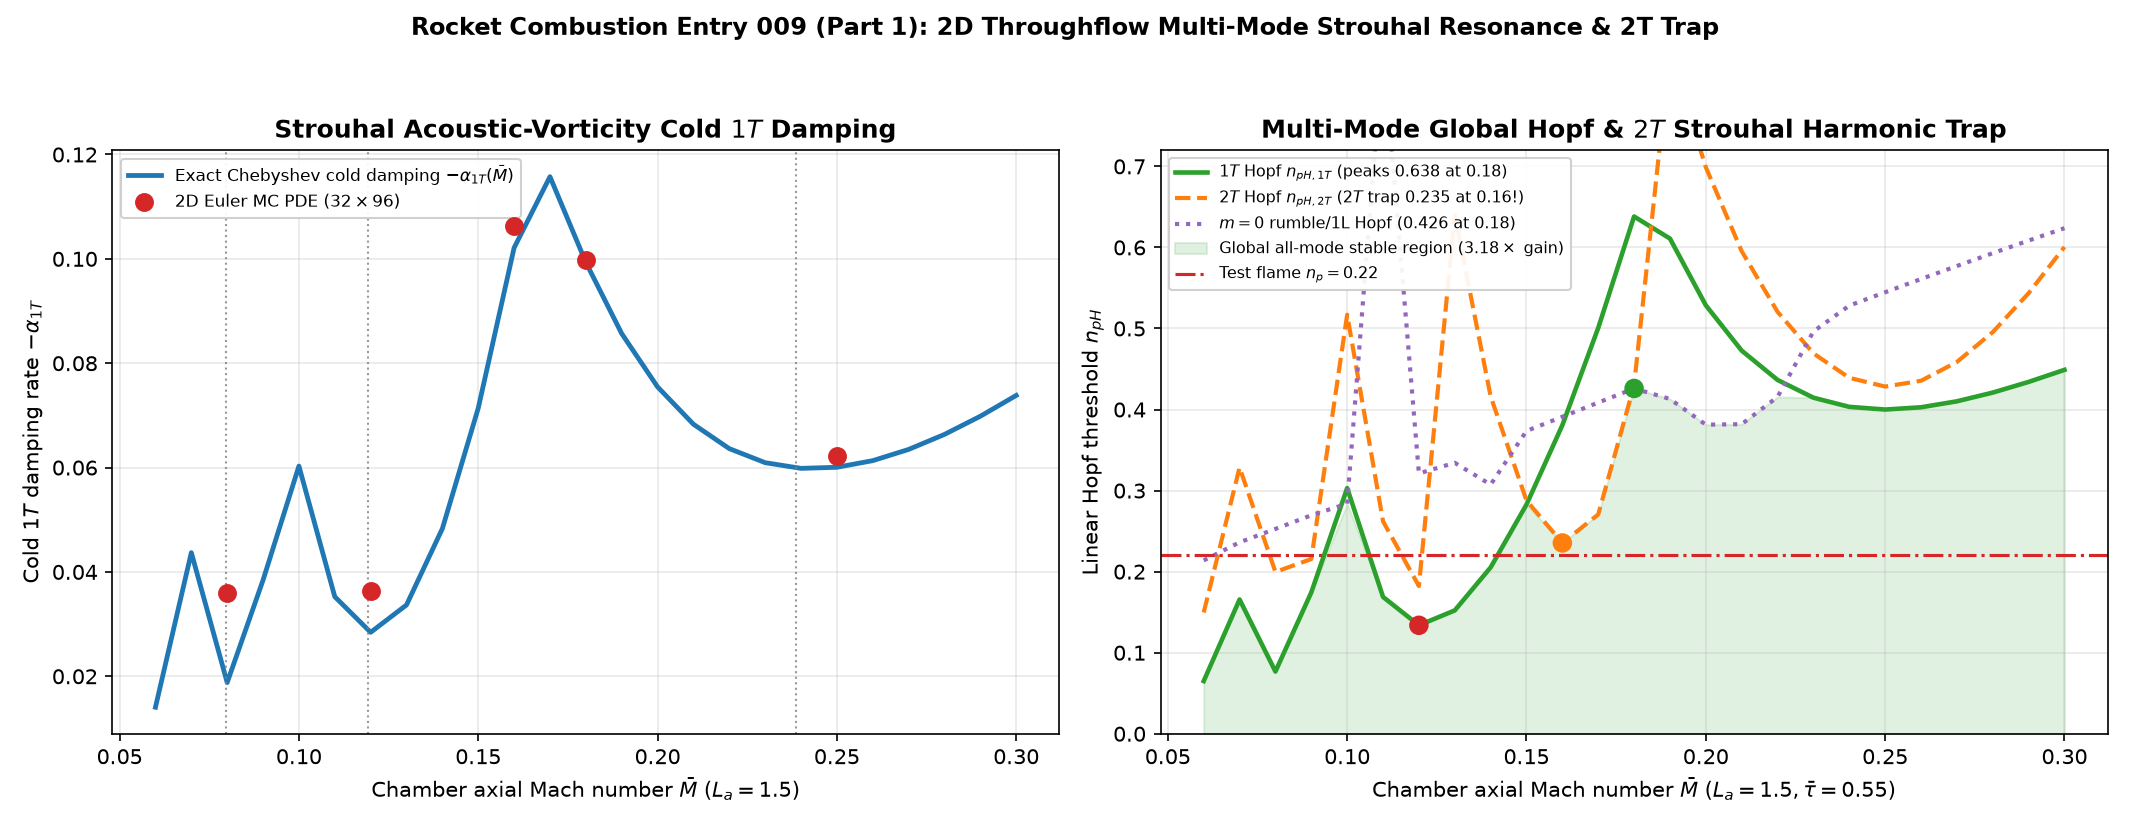 Rocket Combustion Entry 009 (Part 1): 2D Throughflow Multi-Mode Strouhal Resonance & 2T Trap
Strouhal Acoustic-Vorticity Cold 1T Damping
Exact Chebyshev cold damping −α₁T(M̄)
2D Euler MC PDE (32 × 96)
Cold 1T damping rate −α₁T
0.12
0.10
0.08
0.06
0.04
0.02
0.05 0.10 0.15 0.20 0.25 0.30
Chamber axial Mach number M̄ (Lₐ = 1.5)
Multi-Mode Global Hopf & 2T Strouhal Harmonic Trap
1T Hopf n_{pH,1T} (peaks 0.638 at 0.18)
2T Hopf n_{pH,2T} (2T trap 0.235 at 0.16!)
m = 0 rumble/1L Hopf (0.426 at 0.18)
Global all-mode stable region (3.18 × gain)
Test flame n_p = 0.22
Linear Hopf threshold n_{pH}
0.7
0.6
0.5
0.4
0.3
0.2
0.1
0.0
0.05 0.10 0.15 0.20 0.25 0.30
Chamber axial Mach number M̄ (Lₐ = 1.5, τ̄ = 0.55)